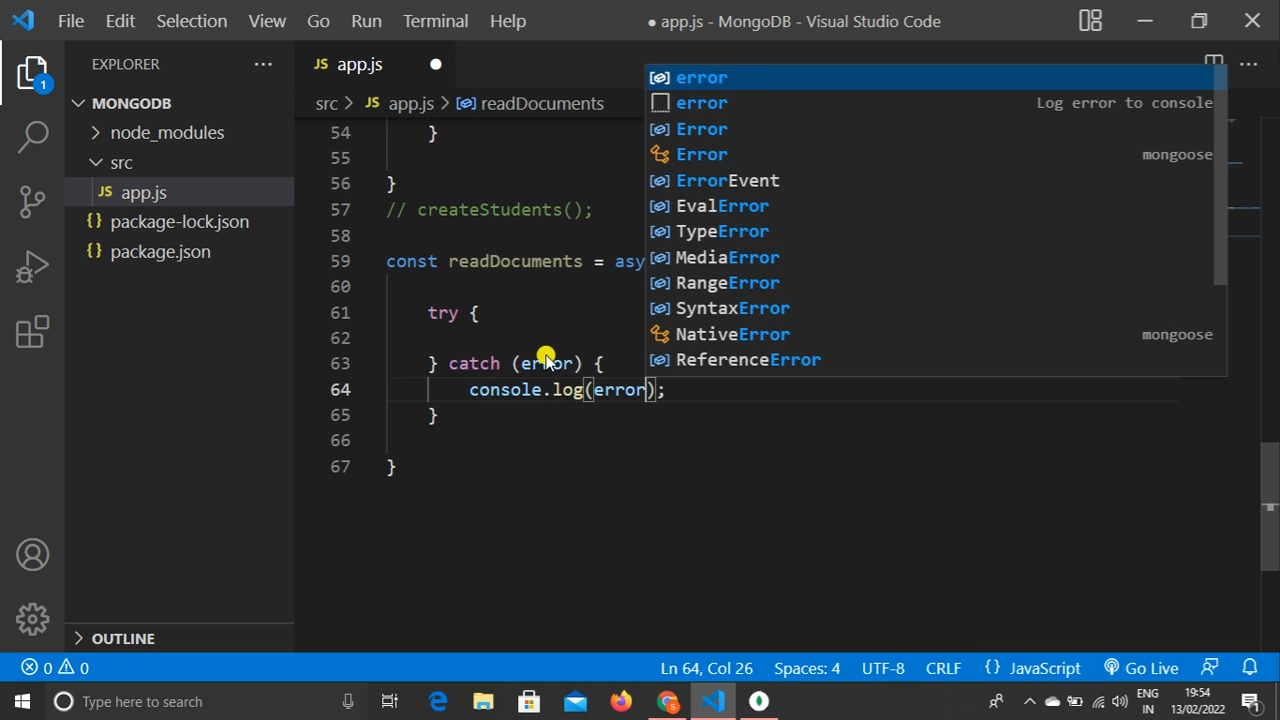 File Edit Selection View Go Run Terminal Help
● app.js - MongoDB - Visual Studio Code
EXPLORER
JS app.js
1
MONGODB
node_modules
src
JS app.js
{} package-lock.json
{} package.json
OUTLINE
src > JS app.js > readDocuments
54 }
55
56 }
57 // createStudents();
58
59 const readDocuments = asy
60
61 try {
62
63 } catch (error) {
64 console.log(error);
65 }
66
67 }
error
error Log error to console
Error
Error mongoose
ErrorEvent
EvalError
TypeError
MediaError
RangeError
SyntaxError
NativeError mongoose
ReferenceError
0 0
Ln 64, Col 26 Spaces: 4 UTF-8 CRLF {} JavaScript Go Live
Type here to search
ENG
IN
19:54
13/02/2022
1